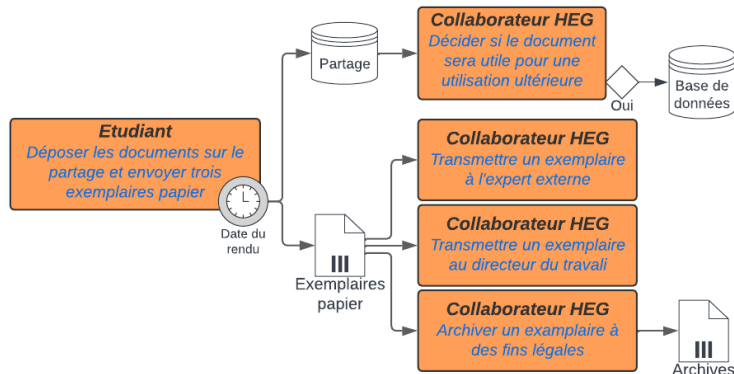 Collaborateur HEG
Décider si le document
sera utile pour une
utilisation ultérieure
Partage
Oui
Base de
données
Etudiant
Déposer les documents sur le
partage et envoyer trois
exemplaires papier
Date du
rendu
Collaborateur HEG
Transmettre un exemplaire
à l'expert externe
Exemplaires
papier
Collaborateur HEG
Transmettre un exemplaire
au directeur du travali
Collaborateur HEG
Archiver un examplaire à
des fins légales
Archives